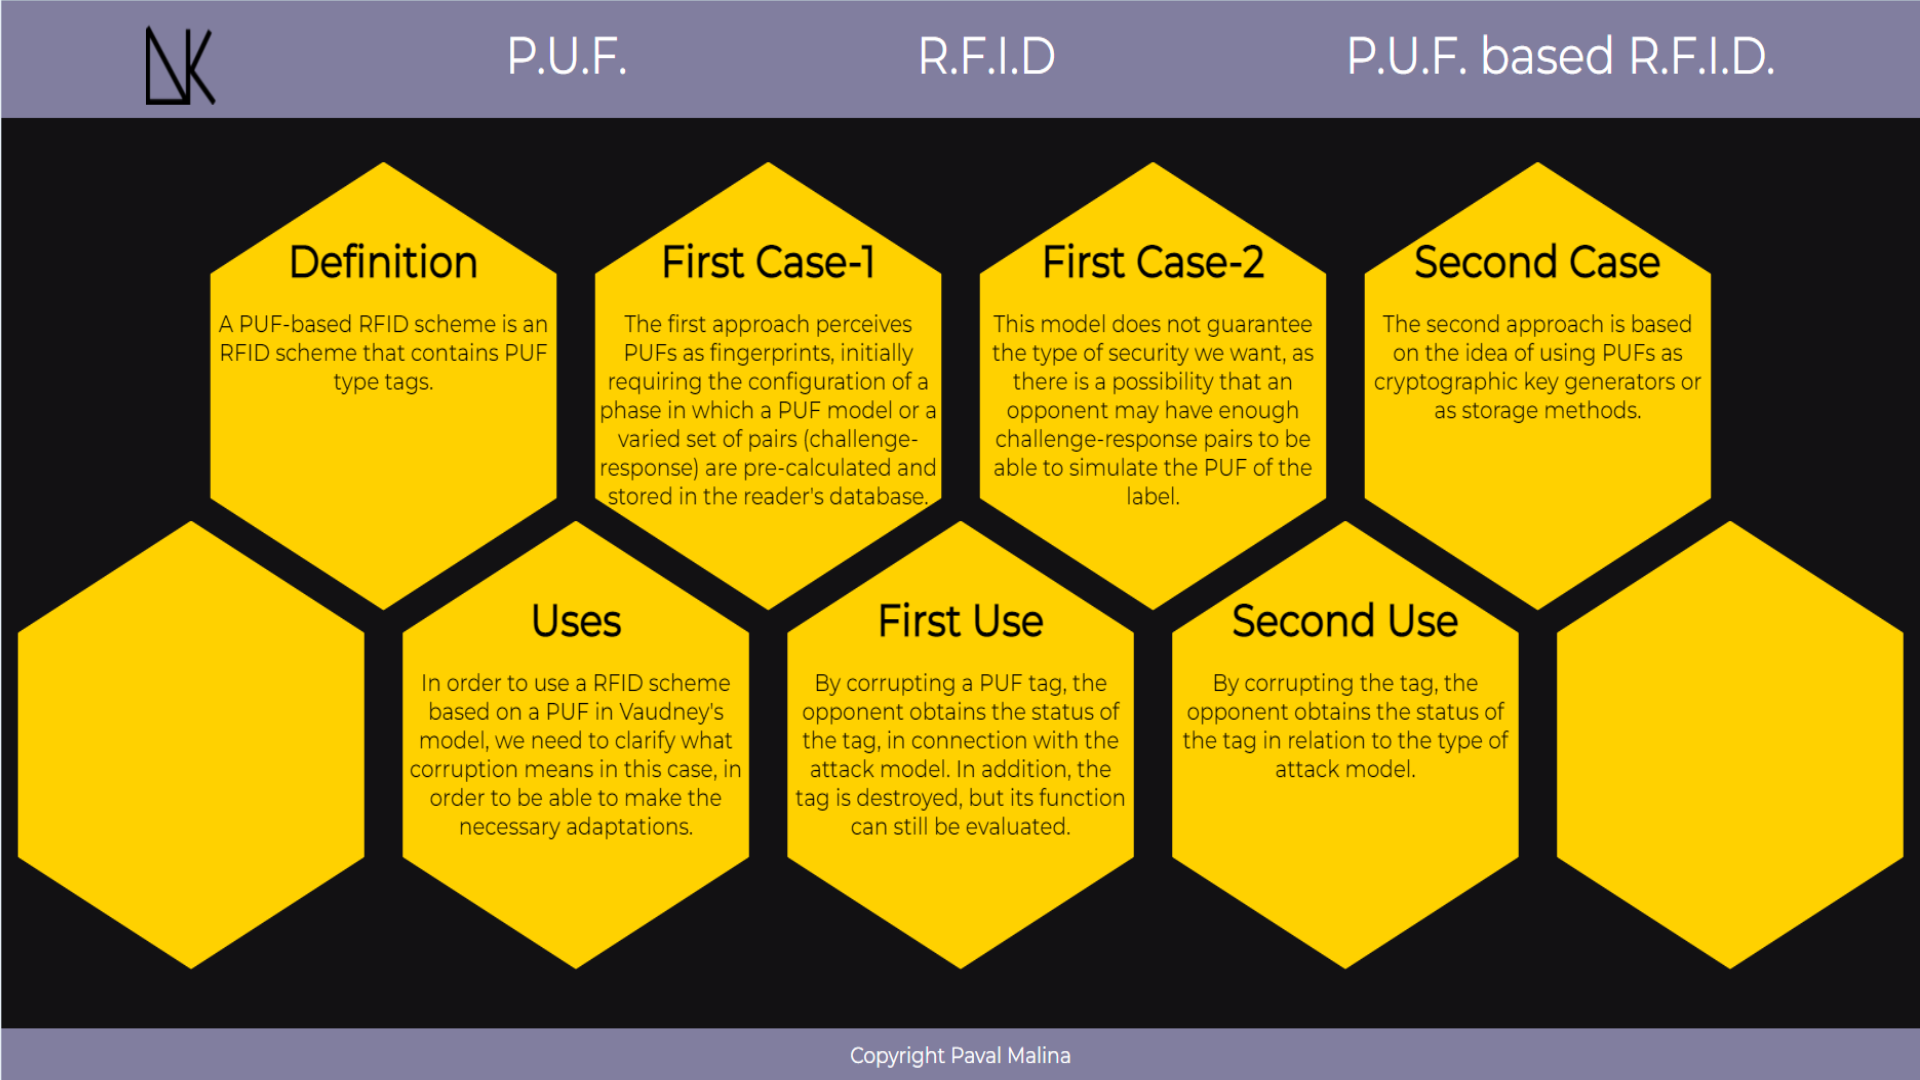 NK
P.U.F.
R.F.I.D
P.U.F. based R.F.I.D.
Definition
A PUF-based RFID scheme is an
RFID scheme that contains PUF
type tags.
First Case-1
The first approach perceives
PUFs as fingerprints, initially
requiring the configuration of a
phase in which a PUF model or a
varied set of pairs (challenge-
response) are pre-calculated and
stored in the reader's database.
First Case-2
This model does not guarantee
the type of security we want, as
there is a possibility that an
opponent may have enough
challenge-response pairs to be
able to simulate the PUF of the
label.
Second Case
The second approach is based
on the idea of using PUFs as
cryptographic key generators or
as storage methods.
Uses
In order to use a RFID scheme
based on a PUF in Vaudney's
model, we need to clarify what
corruption means in this case, in
order to be able to make the
necessary adaptations.
First Use
By corrupting a PUF tag, the
opponent obtains the status of
the tag, in connection with the
attack model. In addition, the
tag is destroyed, but its function
can still be evaluated.
Second Use
By corrupting the tag, the
opponent obtains the status of
the tag in relation to the type of
attack model.
Copyright Paval Malina